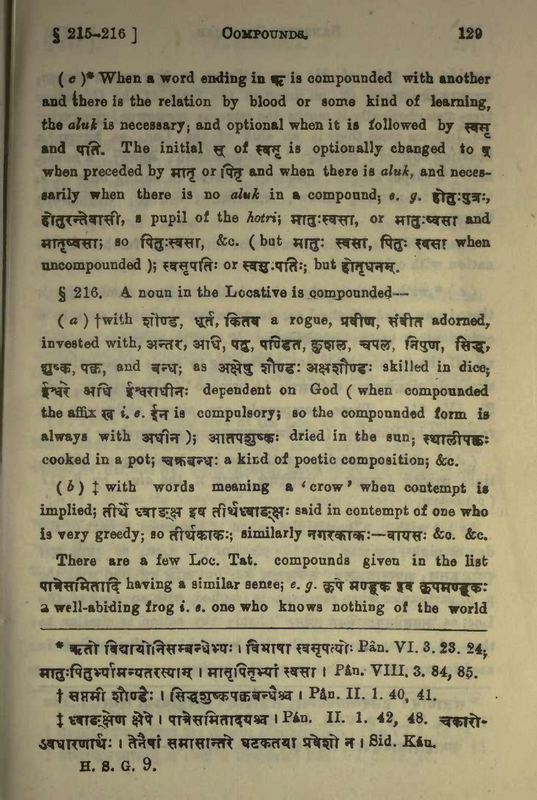 § 215-216 ] COMPOUNDS. 129
( c )* When a word ending in ऋ is compounded with another
and there is the relation by blood or some kind of learning,
the aluk is necessary; and optional when it is followed by स्वसृ
and पति. The initial स् of स्वसृ is optionally changed to ष्
when preceded by मातृ or पितृ and when there is aluk, and neces-
sarily when there is no aluk in a compound; e. g. होतुःपुत्रः,
होतुरन्तेवासी, a pupil of the hotri; मातुःस्वसा, or मातुःष्वसा and
मातृष्वसा; so पितुःस्वसा, &c. ( but मातुः स्वसा, पितुः स्वसा when
uncompounded ); स्वसृपतिः or स्वसुःपतिः; but होतृधनम्.
§ 216. A noun in the Locative is compounded—
( a ) †with शौण्ड, धूर्त, कितव a rogue, प्रवीण, संवीत adorned,
invested with, अन्तर, अधि, पटु, पण्डित, कुशल, चपल, निपुण, सिद्ध,
शुष्क, पक्व, and बन्ध; as अक्षेषु शौण्डः अक्षशौण्डः skilled in dice;
ईश्वरे अधि ईश्वराधीनः dependent on God ( when compounded
the affix ख i. e. ईन is compulsory; so the compounded form is
always with अधीन ); आतपशुष्कः dried in the sun; स्थालीपक्वः
cooked in a pot; चक्रबन्धः a kind of poetic composition; &c.
( b ) ‡ with words meaning a ‘crow’ when contempt is
implied; तीर्थे ध्वाङ्क्ष इव तीर्थध्वाङ्क्षः said in contempt of one who
is very greedy; so तीर्थकाकः; similarly नगरकाकः—वायसः &c. &c.
There are a few Loc. Tat. compounds given in the list
पात्रेसमितादि having a similar sense; e. g. कूपे मण्डूक इव कूपमण्डूकः
a well-abiding frog i. e. one who knows nothing of the world
* ऋतो विद्यायोनिसम्बन्धेभ्यः । विभाषा स्वसृपत्योः Pân. VI. 3. 23. 24,
मातुःपितुर्भ्यामन्यतरस्याम् । मातृपितृभ्यां स्वसा । Pân. VIII. 3. 84, 85.
† सप्तमी शौण्डैः । सिद्धशुष्कपक्वबन्धैश्च । Pân. II. 1. 40, 41.
‡ ध्वाङ्क्षेण क्षेपे । पात्रेसमितादयश्च । Pân. II. 1. 42, 48. चकारो-
ऽवधारणार्थः । तेनैषां समासान्तरे घटकतया प्रवेशो न । Sid. Kâu.
H. S. G. 9.